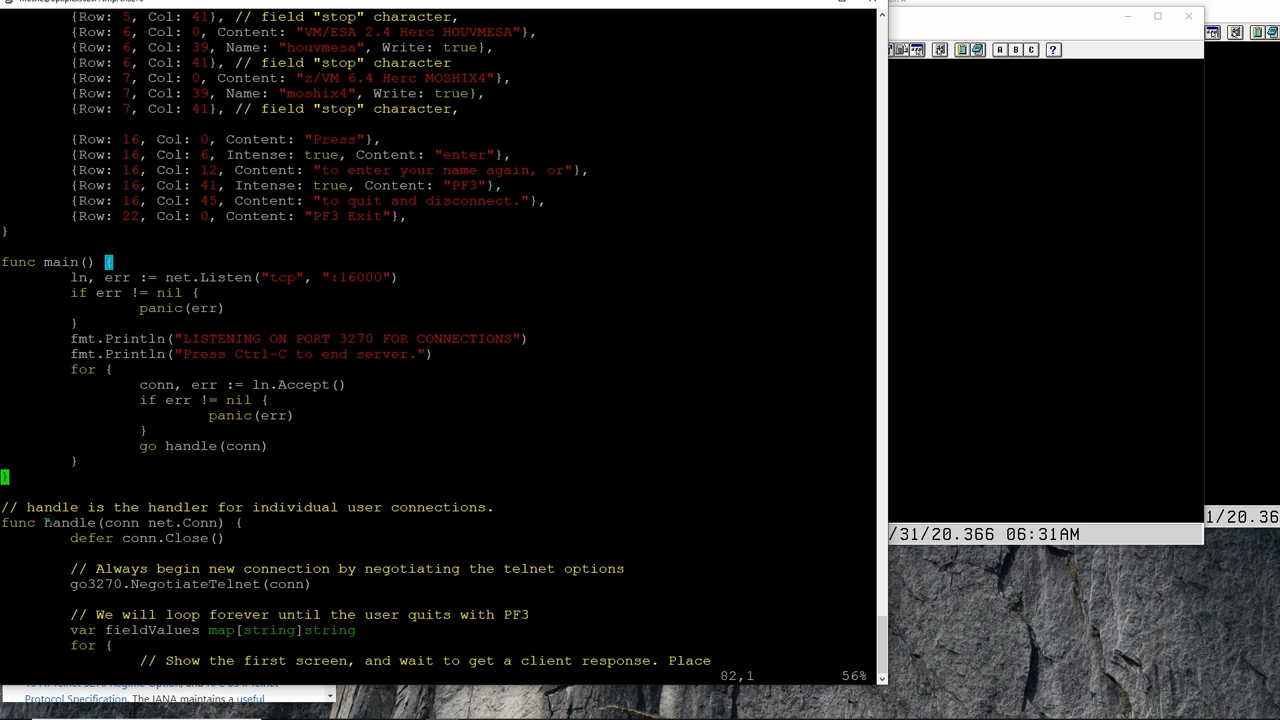 {Row: 5, Col: 41}, // field "stop" character,
{Row: 6, Col: 0, Content: "VM/ESA 2.4 Herc HOUVMESA"},
{Row: 6, Col: 39, Name: "houvmesa", Write: true},
{Row: 6, Col: 41}, // field "stop" character
{Row: 7, Col: 0, Content: "z/VM 6.4 Herc MOSHIX4"},
{Row: 7, Col: 39, Name: "moshix4", Write: true},
{Row: 7, Col: 41}, // field "stop" character,
{Row: 16, Col: 0, Content: "Press"},
{Row: 16, Col: 6, Intense: true, Content: "enter"},
{Row: 16, Col: 12, Content: "to enter your name again, or"},
{Row: 16, Col: 41, Intense: true, Content: "PF3"},
{Row: 16, Col: 45, Content: "to quit and disconnect."},
{Row: 22, Col: 0, Content: "PF3 Exit"},
}
func main() {
ln, err := net.Listen("tcp", ":16000")
if err != nil {
panic(err)
}
fmt.Println("LISTENING ON PORT 3270 FOR CONNECTIONS")
fmt.Println("Press Ctrl-C to end server.")
for {
conn, err := ln.Accept()
if err != nil {
panic(err)
}
go handle(conn)
}
}
// handle is the handler for individual user connections.
func handle(conn net.Conn) {
defer conn.Close()
// Always begin new connection by negotiating the telnet options
go3270.NegotiateTelnet(conn)
// We will loop forever until the user quits with PF3
var fieldValues map[string]string
for {
// Show the first screen, and wait to get a client response. Place
82,1 56%
A B C ?
/31/20.366 06:31AM
1/20.36
Protocol Specification. The IANA maintains a useful